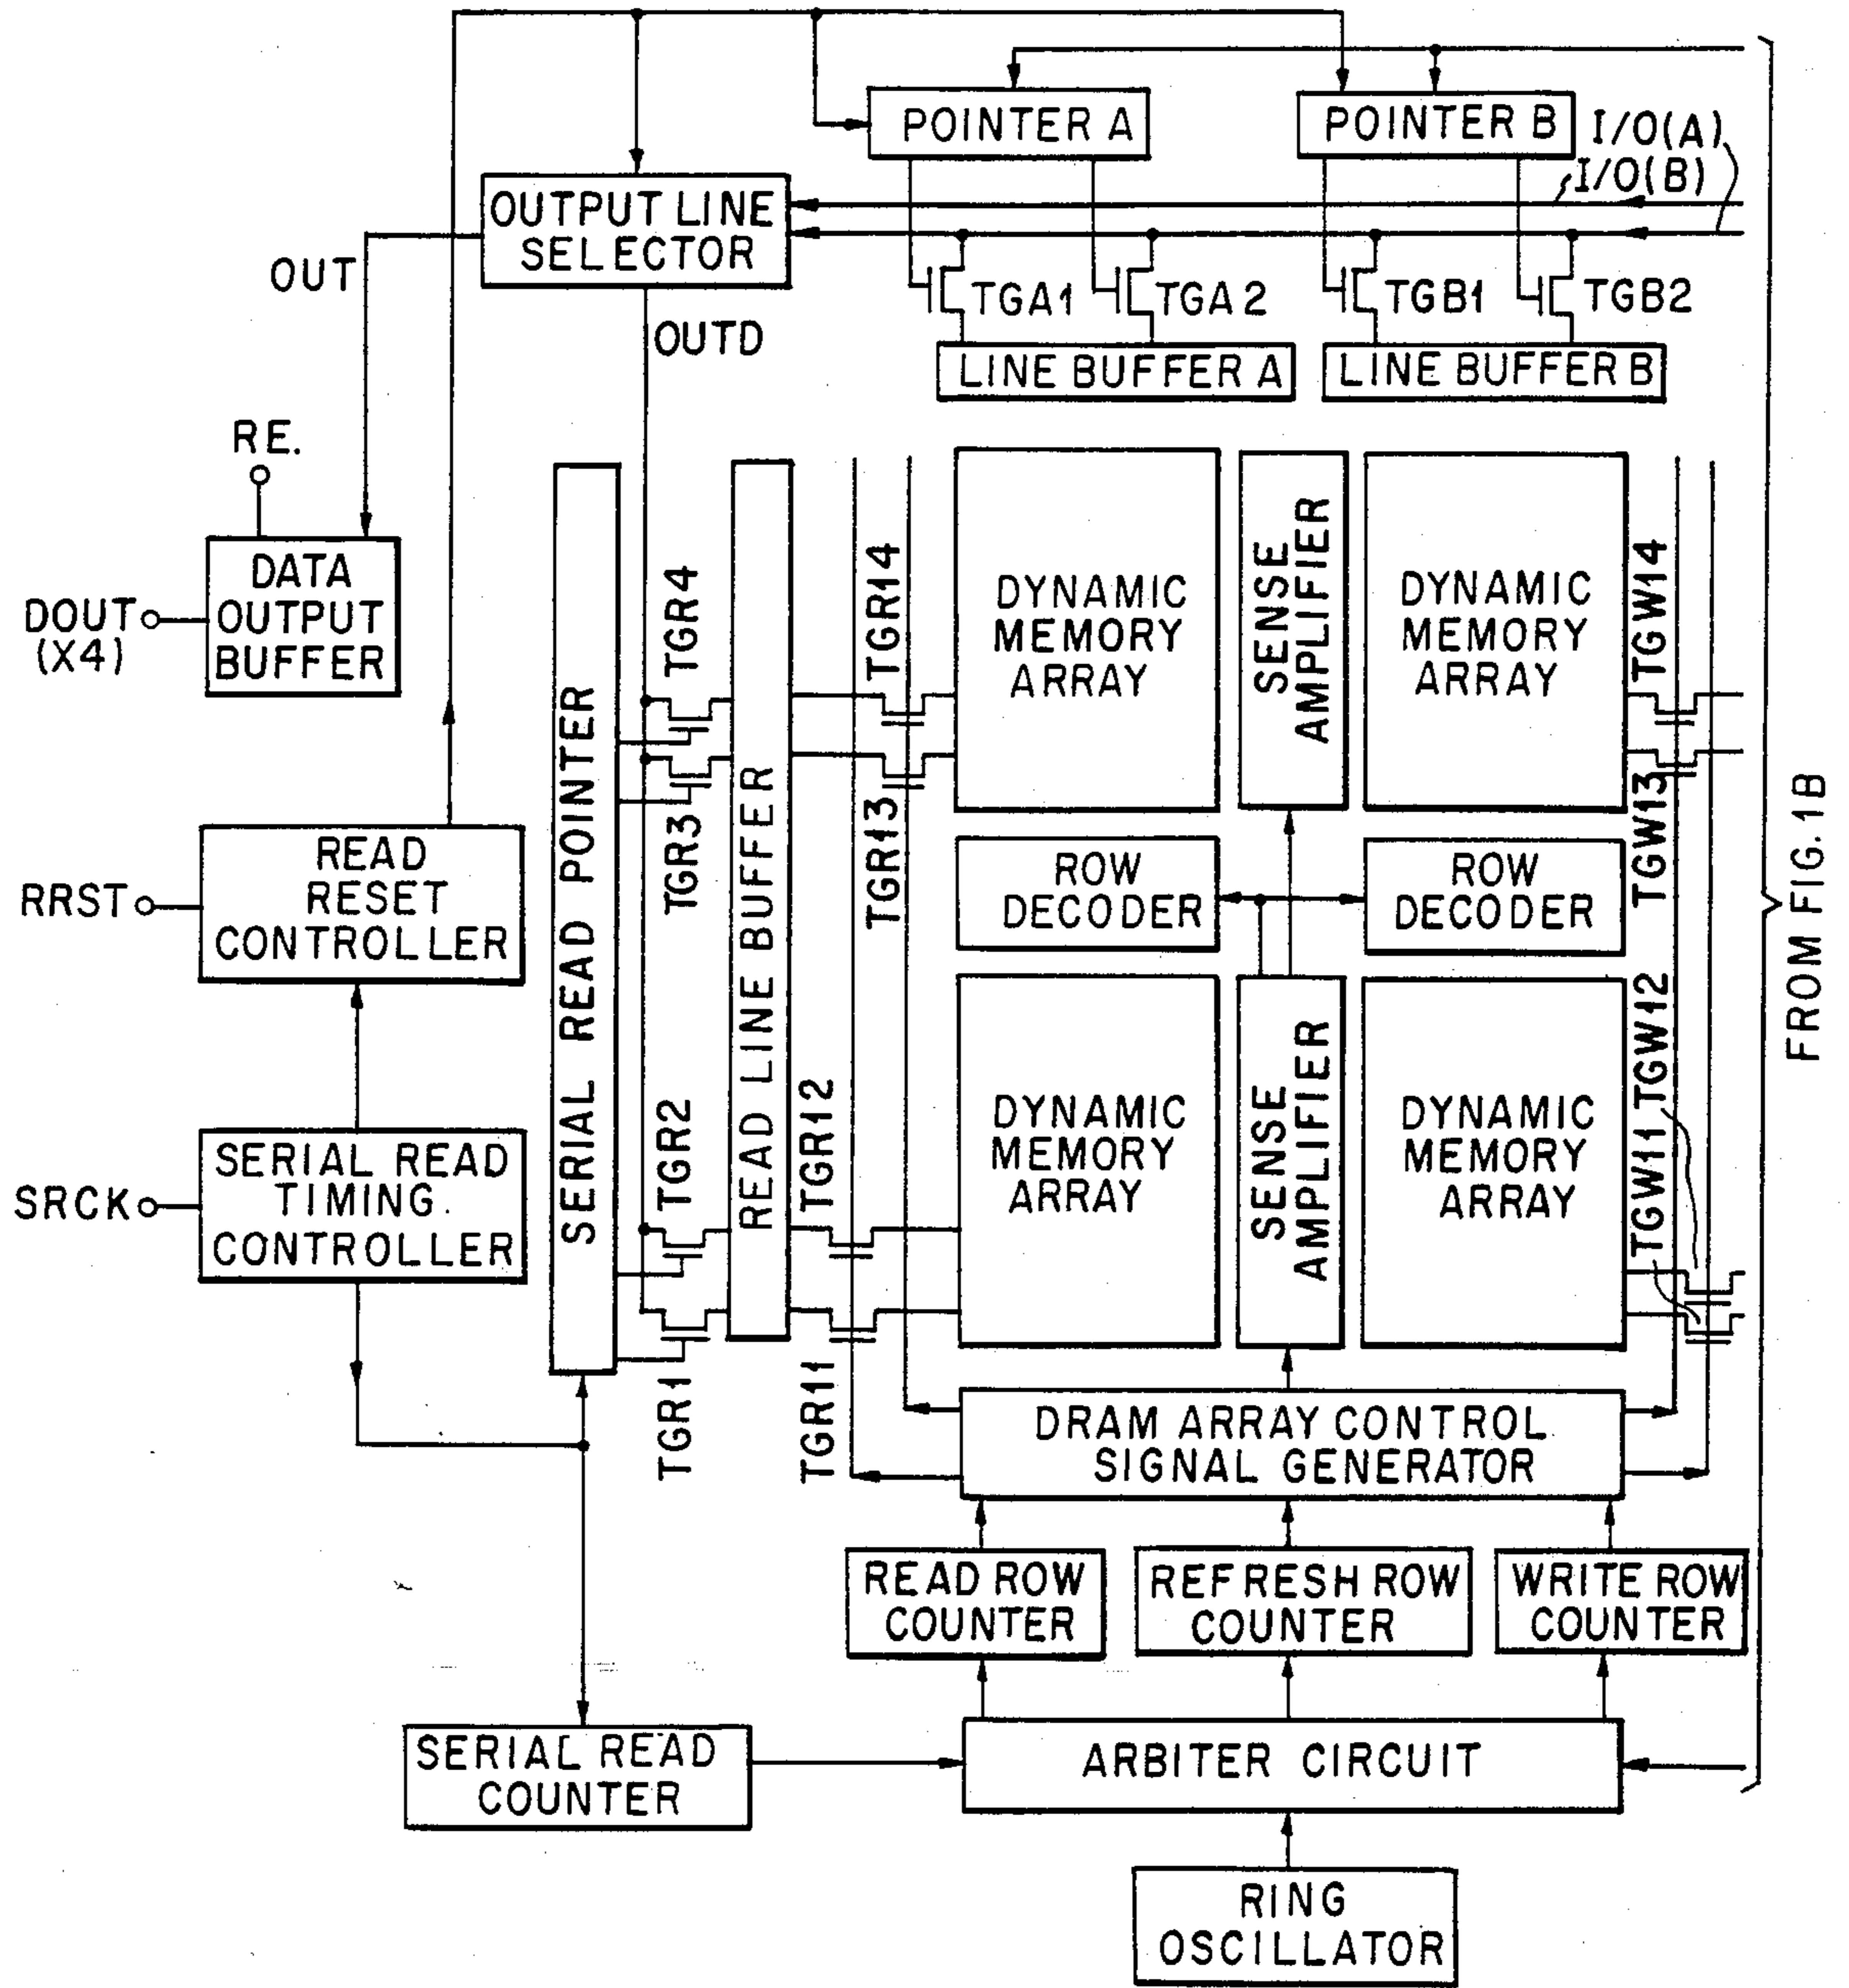 POINTER A
POINTER B
I/O(A)
I/O(B)
OUTPUT LINE
SELECTOR
OUT
OUTD
TGA1
TGA2
TGB1
TGB2
LINE BUFFER A
LINE BUFFER B
RE.
DATA
OUTPUT
BUFFER
DOUT
(X4)
READ
RESET
CONTROLLER
RRST
SERIAL READ
TIMING.
CONTROLLER
SRCK
SERIAL READ POINTER
TGR4
TGR3
TGR2
TGR1
READ LINE BUFFER
TGR14
TGR13
TGR12
TGR11
DYNAMIC
MEMORY
ARRAY
SENSE
AMPLIFIER
DYNAMIC
MEMORY
ARRAY
TGW14
TGW13
ROW
DECODER
ROW
DECODER
DYNAMIC
MEMORY
ARRAY
SENSE
AMPLIFIER
DYNAMIC
MEMORY
ARRAY
TGW11 TGW12
FROM FIG. 1B
DRAM ARRAY CONTROL
SIGNAL GENERATOR
READ ROW
COUNTER
REFRESH ROW
COUNTER
WRITE ROW
COUNTER
SERIAL READ
COUNTER
ARBITER CIRCUIT
RING
OSCILLATOR